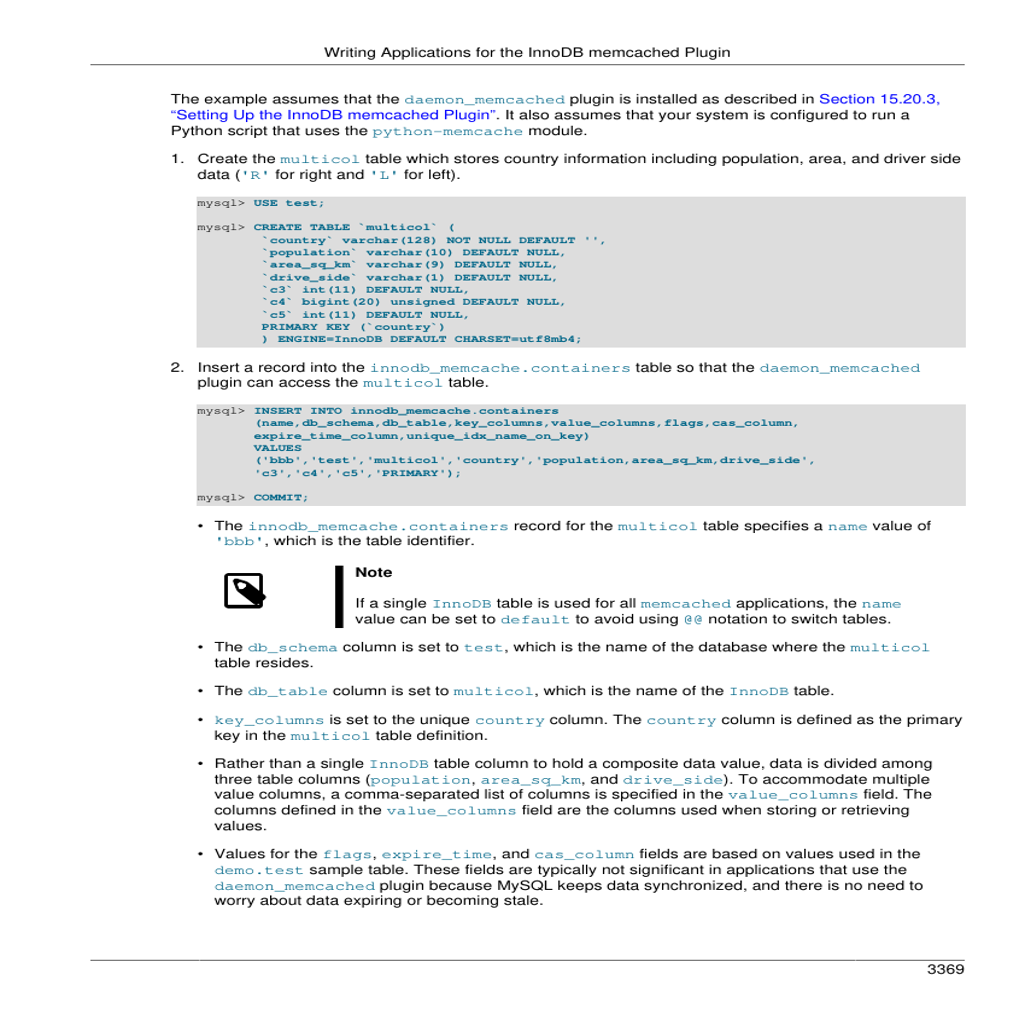 Writing Applications for the InnoDB memcached Plugin
The example assumes that the daemon_memcached plugin is installed as described in Section 15.20.3,
“Setting Up the InnoDB memcached Plugin”. It also assumes that your system is configured to run a
Python script that uses the python-memcache module.
1. Create the multicol table which stores country information including population, area, and driver side
data ('R' for right and 'L' for left).
mysql> USE test;
mysql> CREATE TABLE `multicol` (
`country` varchar(128) NOT NULL DEFAULT '',
`population` varchar(10) DEFAULT NULL,
`area_sq_km` varchar(9) DEFAULT NULL,
`drive_side` varchar(1) DEFAULT NULL,
`c3` int(11) DEFAULT NULL,
`c4` bigint(20) unsigned DEFAULT NULL,
`c5` int(11) DEFAULT NULL,
PRIMARY KEY (`country`)
) ENGINE=InnoDB DEFAULT CHARSET=utf8mb4;
2. Insert a record into the innodb_memcache.containers table so that the daemon_memcached
plugin can access the multicol table.
mysql> INSERT INTO innodb_memcache.containers
(name,db_schema,db_table,key_columns,value_columns,flags,cas_column,
expire_time_column,unique_idx_name_on_key)
VALUES
('bbb','test','multicol','country','population,area_sq_km,drive_side',
'c3','c4','c5','PRIMARY');
mysql> COMMIT;
• The innodb_memcache.containers record for the multicol table specifies a name value of
'bbb', which is the table identifier.
Note
If a single InnoDB table is used for all memcached applications, the name
value can be set to default to avoid using @@ notation to switch tables.
• The db_schema column is set to test, which is the name of the database where the multicol
table resides.
• The db_table column is set to multicol, which is the name of the InnoDB table.
• key_columns is set to the unique country column. The country column is defined as the primary
key in the multicol table definition.
• Rather than a single InnoDB table column to hold a composite data value, data is divided among
three table columns (population, area_sq_km, and drive_side). To accommodate multiple
value columns, a comma-separated list of columns is specified in the value_columns field. The
columns defined in the value_columns field are the columns used when storing or retrieving
values.
• Values for the flags, expire_time, and cas_column fields are based on values used in the
demo.test sample table. These fields are typically not significant in applications that use the
daemon_memcached plugin because MySQL keeps data synchronized, and there is no need to
worry about data expiring or becoming stale.
3369